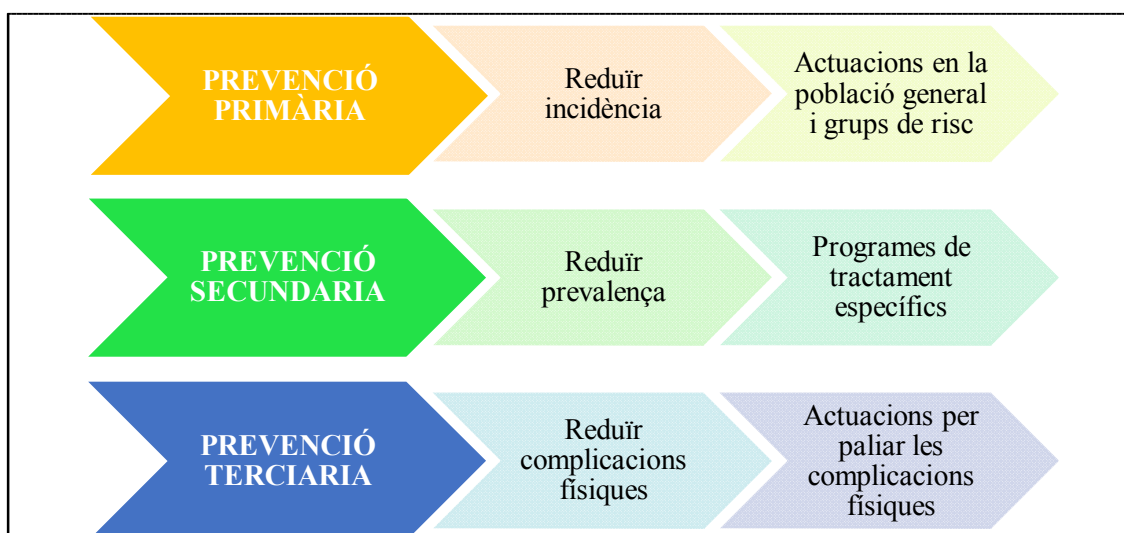 PREVENCIÓ
PRIMÀRIA
Reduïr
incidència
Actuacions en la
població general
i grups de risc
PREVENCIÓ
SECUNDARIA
Reduïr
prevalença
Programes de
tractament
específics
PREVENCIÓ
TERCIARIA
Reduïr
complicacions
físiques
Actuacions per
paliar les
complicacions
físiques